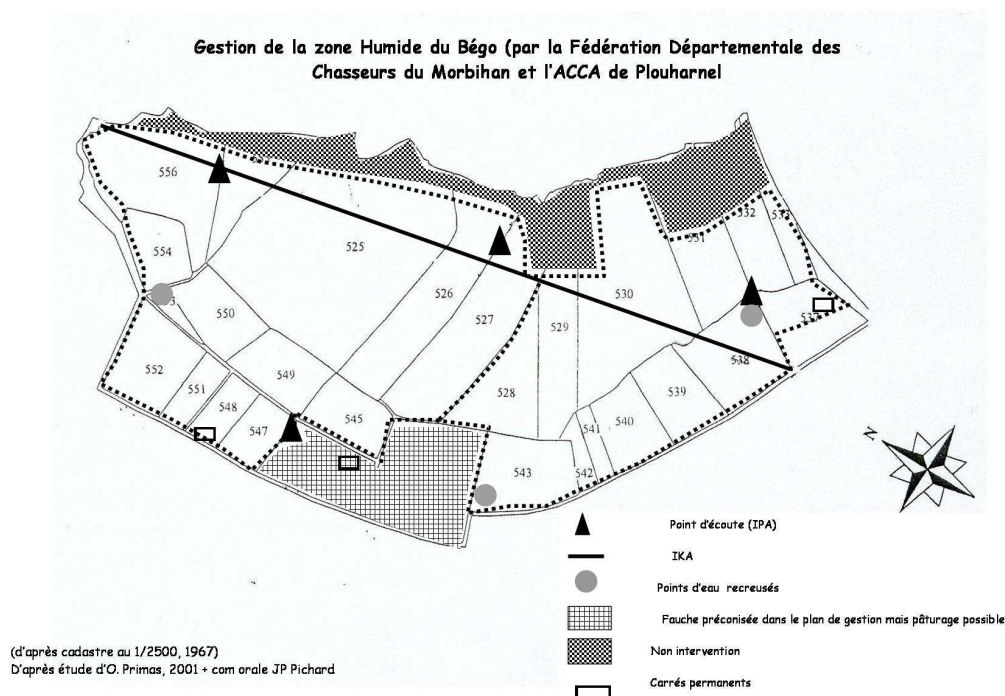 Gestion de la zone Humide du Bégo (par la Fédération Départementale des
Chasseurs du Morbihan et l'ACCA de Plouharnel
556
554
525
550
526
527
549
545
552
551
548
547
528
529
530
531
532
533
537
538
539
540
541
542
543
N
Point d'écoute (IPA)
IKA
Points d'eau recreusés
Fauche préconisée dans le plan de gestion mais pâturage possible
Non intervention
Carrés permanents
(d'après cadastre au 1/2500, 1967)
D'après étude d'O. Primas, 2001 + com orale JP Pichard